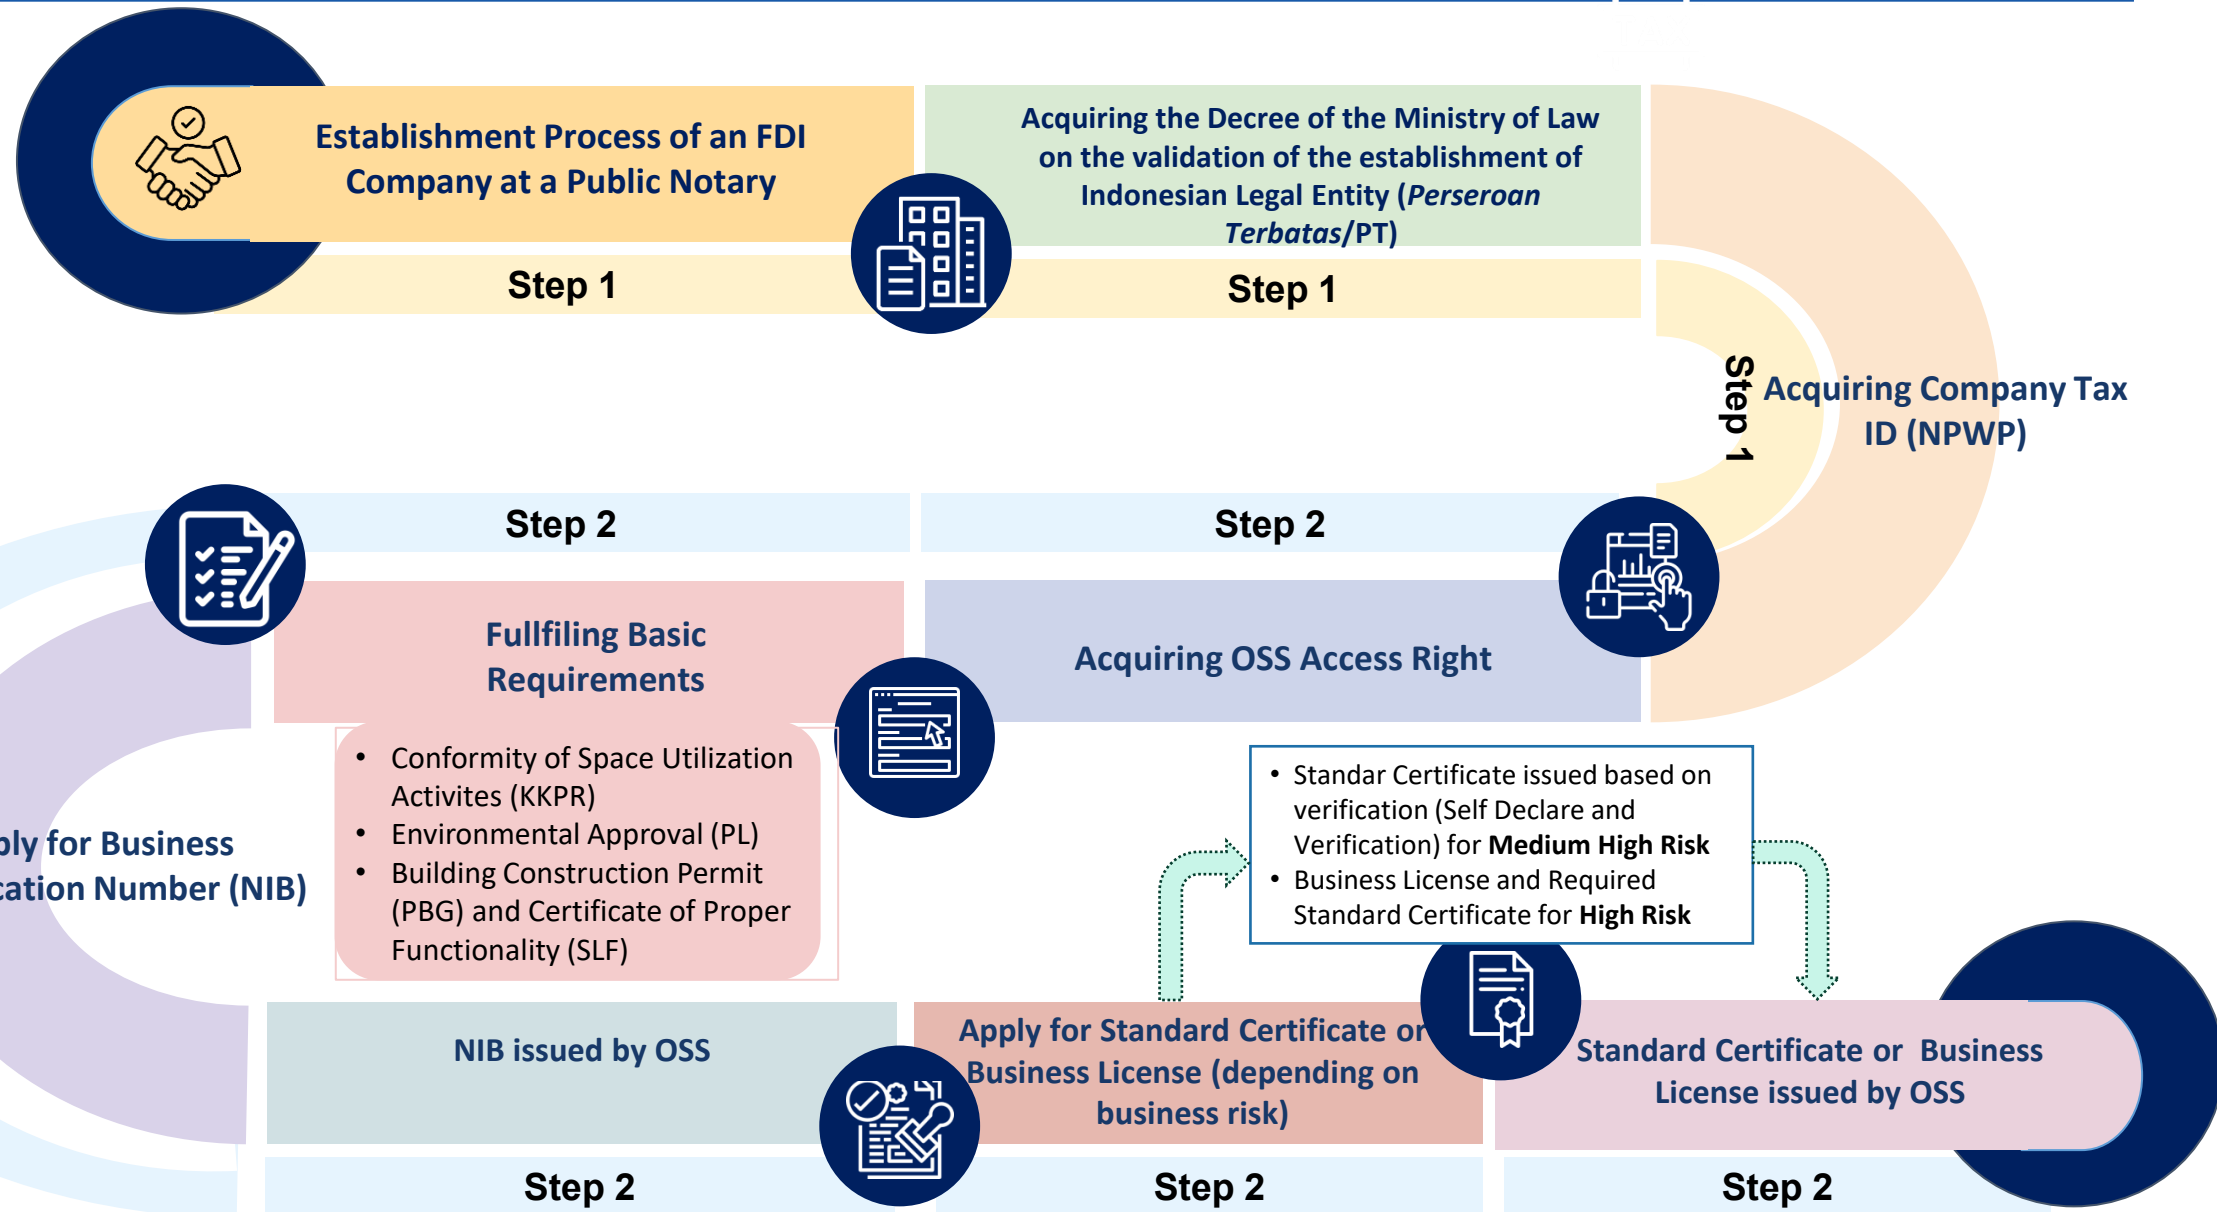 Establishment Process of an FDI
Company at a Public Notary
Step 1
Acquiring the Decree of the Ministry of Law
on the validation of the establishment of
Indonesian Legal Entity (Perseroan
Terbatas/PT)
Step 1
Step 1
Acquiring Company Tax
ID (NPWP)
Step 2
Acquiring OSS Access Right
Step 2
Fullfiling Basic
Requirements
• Conformity of Space Utilization
Activites (KKPR)
• Environmental Approval (PL)
• Building Construction Permit
(PBG) and Certificate of Proper
Functionality (SLF)
for Business
Number (NIB)
NIB issued by OSS
Step 2
Apply for Standard Certificate or
Business License (depending on
business risk)
Step 2
• Standar Certificate issued based on
verification (Self Declare and
Verification) for Medium High Risk
• Business License and Required
Standard Certificate for High Risk
Standard Certificate or Business
License issued by OSS
Step 2